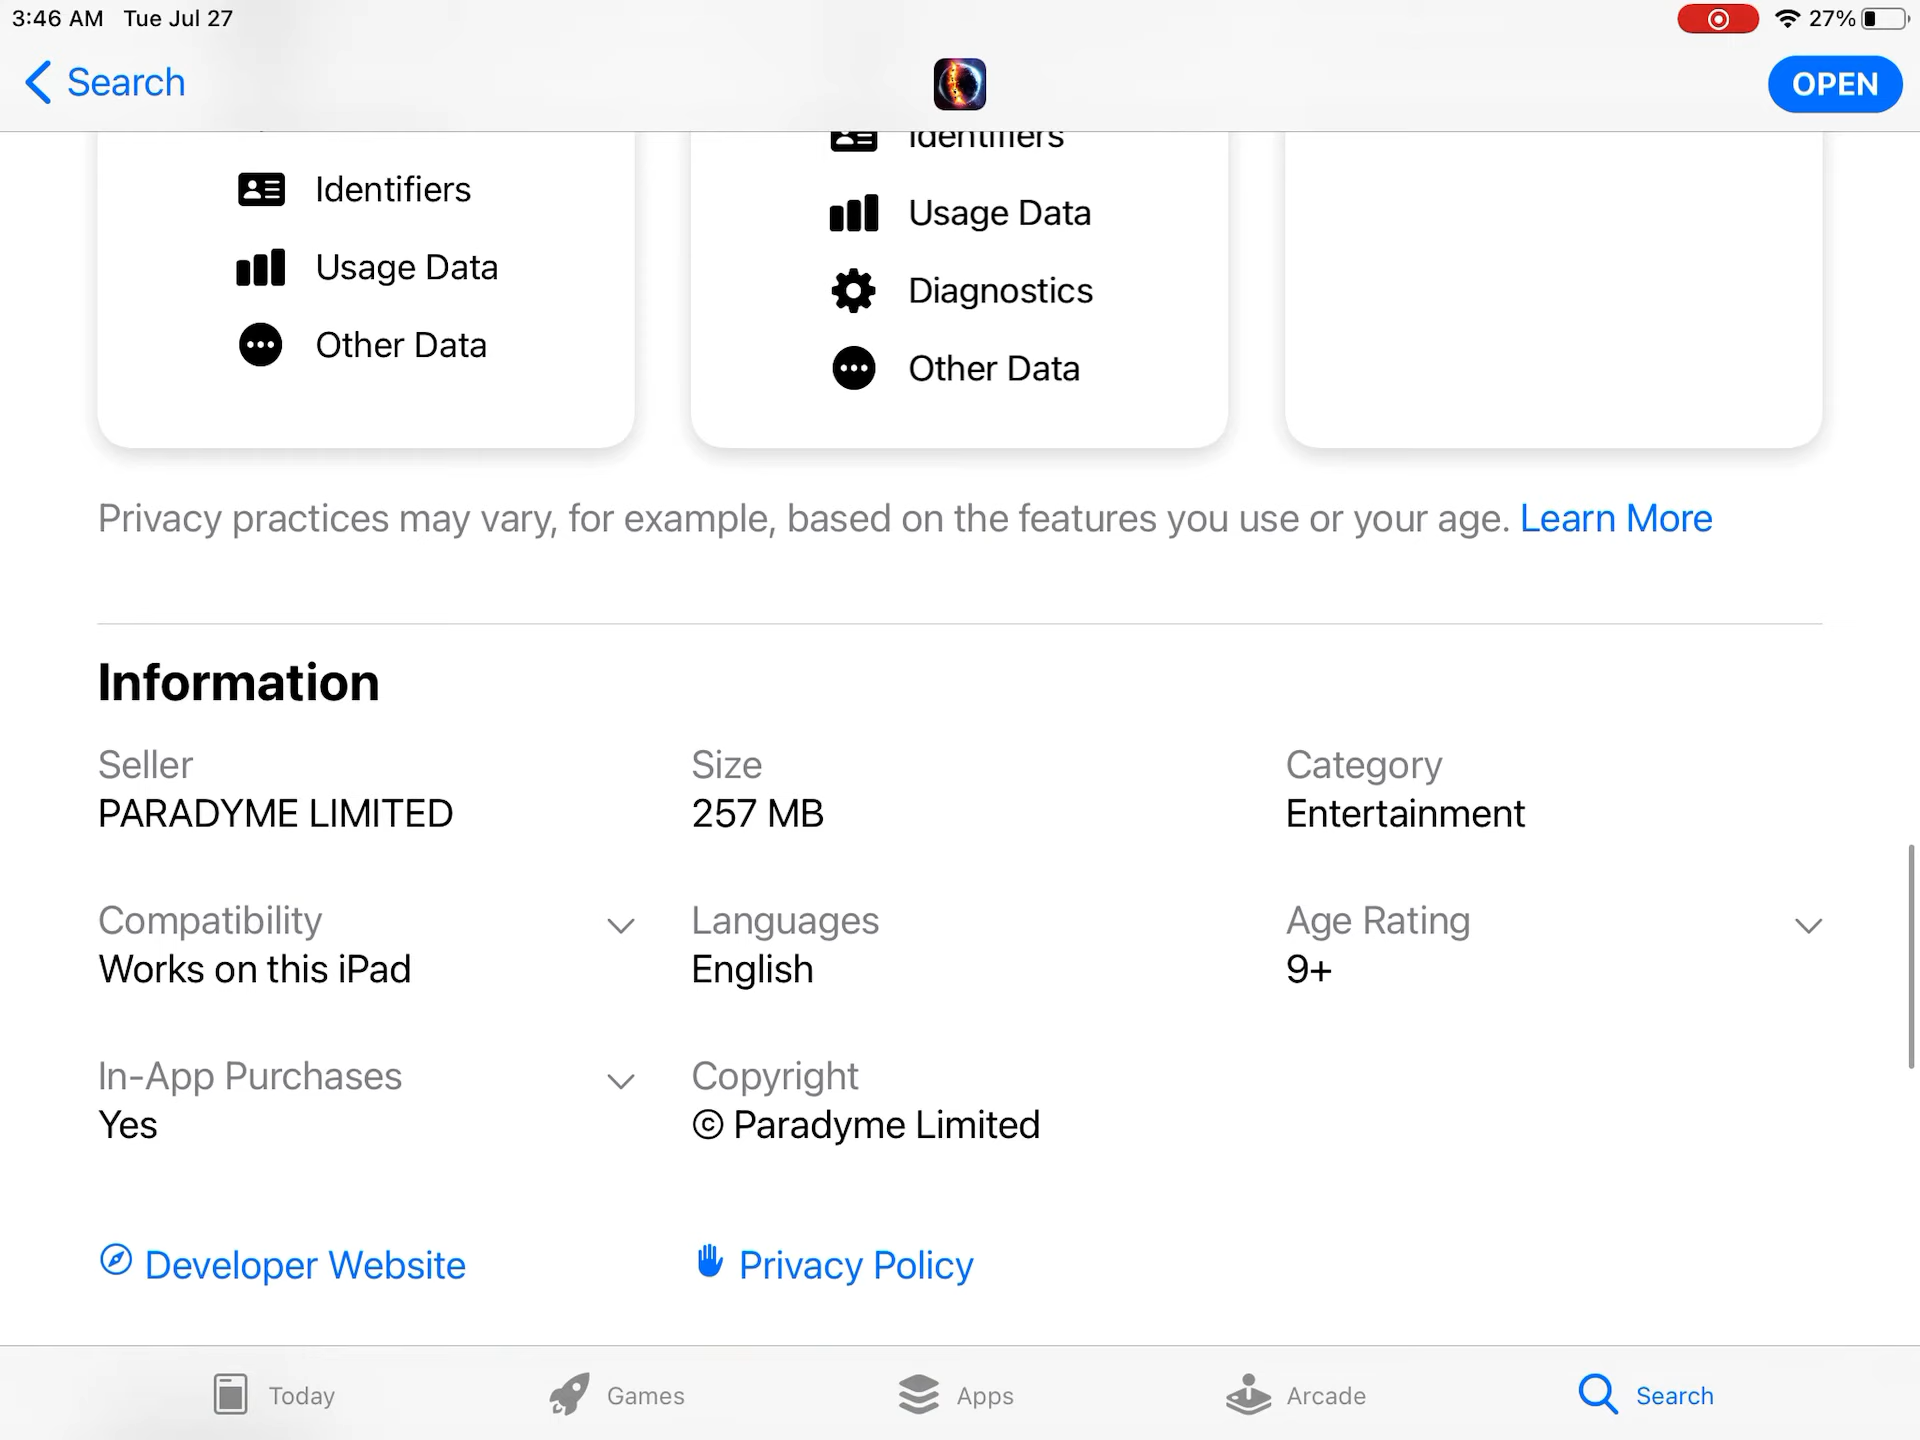 3:46 AM Tue Jul 27
27%
Search
OPEN
Identifiers
Usage Data
Other Data
Identifiers
Usage Data
Diagnostics
Other Data
Privacy practices may vary, for example, based on the features you use or your age. Learn More
Information
Seller
PARADYME LIMITED
Size
257 MB
Category
Entertainment
Compatibility
Works on this iPad
Languages
English
Age Rating
9+
In-App Purchases
Yes
Copyright
© Paradyme Limited
Developer Website
Privacy Policy
Today
Games
Apps
Arcade
Search